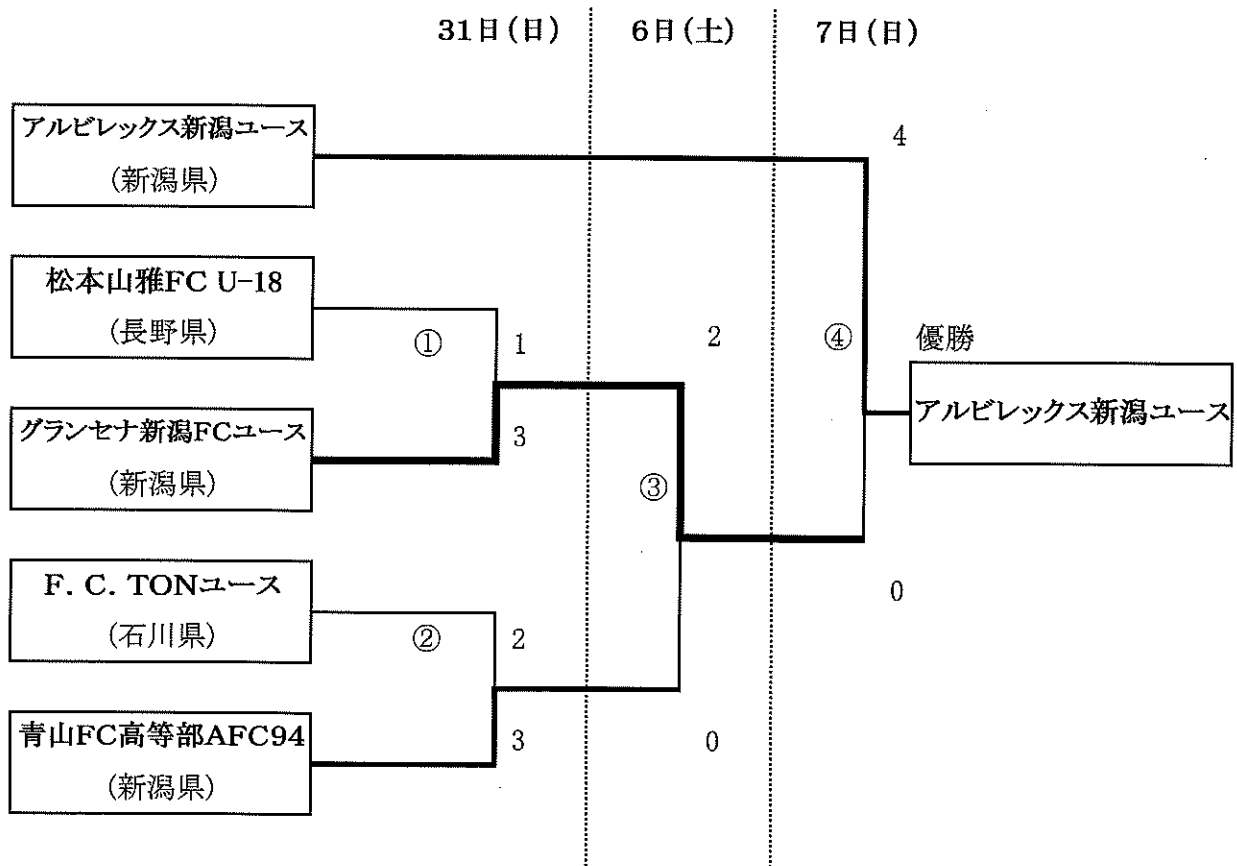 31日(日) 6日(土) 7日(日)
アルビレックス新潟ユース
(新潟県)
4
松本山雅FC U-18
(長野県)
① 1 2 ④ 優勝
アルビレックス新潟ユース
グランセナ新潟FCユース
(新潟県)
3
③
F. C. TONユース
(石川県)
② 2
0
青山FC高等部AFC94
(新潟県)
3 0